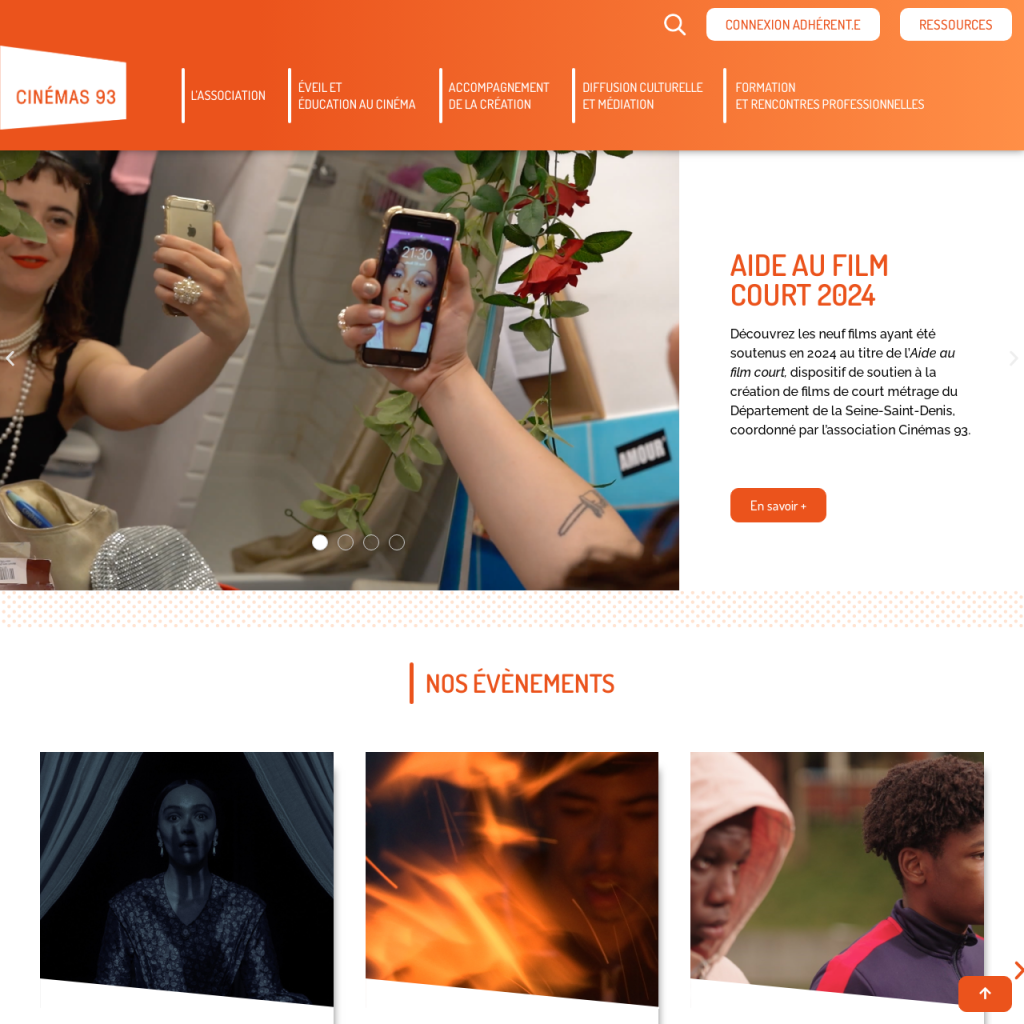 CONNEXION ADHÉRENT.E
RESSOURCES
CINÉMAS 93
L'ASSOCIATION
ÉVEIL ET
ÉDUCATION AU CINÉMA
ACCOMPAGNEMENT
DE LA CRÉATION
DIFFUSION CULTURELLE
ET MÉDIATION
FORMATION
ET RENCONTRES PROFESSIONNELLES
21:30
AMOUR
AIDE AU FILM
COURT 2024
Découvrez les neuf films ayant été
soutenus en 2024 au titre de l'Aide au
film court, dispositif de soutien à la
création de films de court métrage du
Département de la Seine-Saint-Denis,
coordonné par l'association Cinémas 93.
En savoir +
NOS ÉVÈNEMENTS